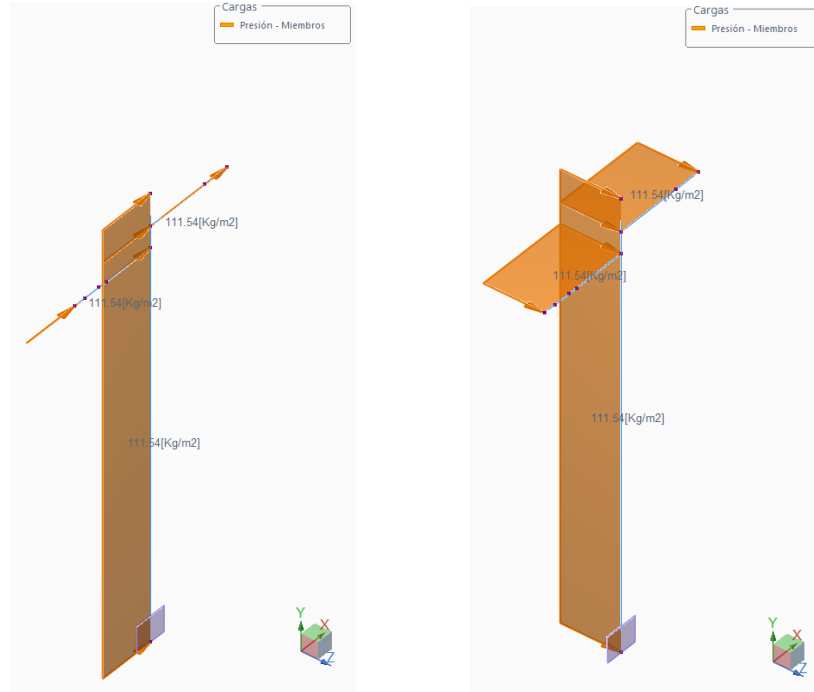 Cargas
Presión - Miembros
111.54[Kg/m2]
111.54[Kg/m2]
111.54[Kg/m2]
Y
X
Z
Cargas
Presión - Miembros
111.54[Kg/m2]
111.54[Kg/m2]
111.54[Kg/m2]
Y
X
Z